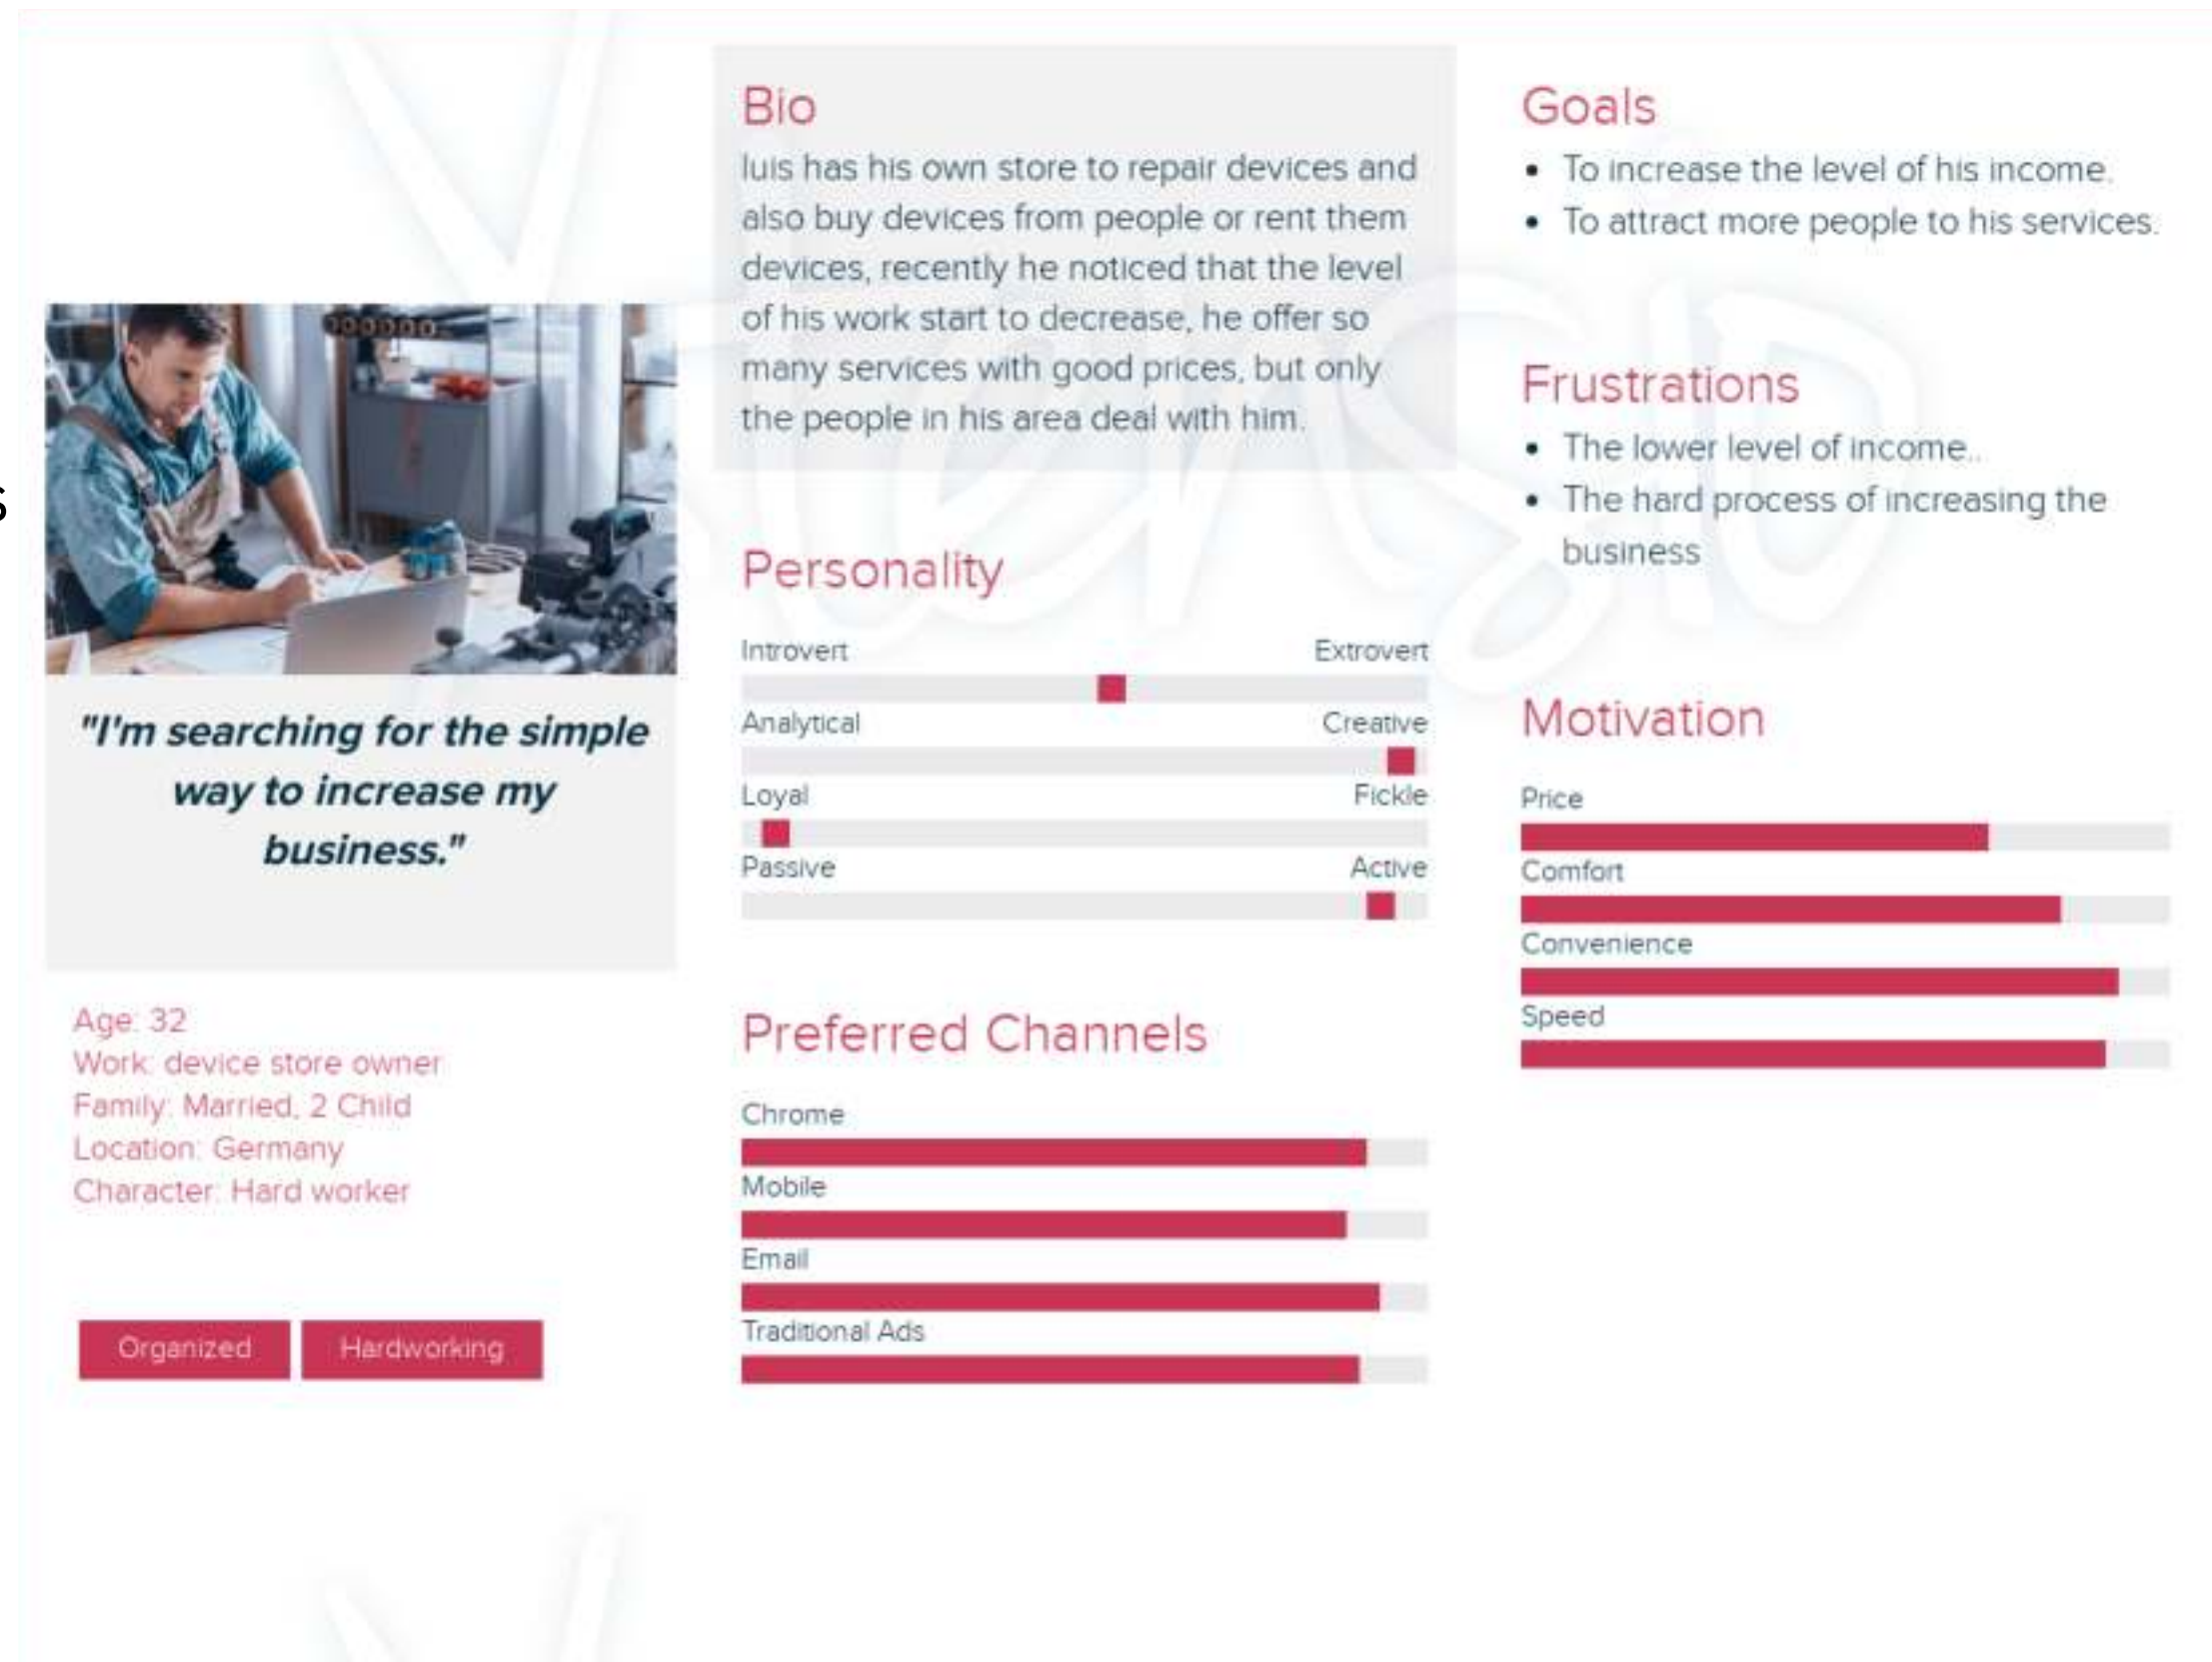 s
"I'm searching for the simple
way to increase my
business."
Age: 32
Work: device store owner
Family: Married, 2 Child
Location: Germany
Character: Hard worker
Organized
Hardworking
Bio
luis has his own store to repair devices and
also buy devices from people or rent them
devices, recently he noticed that the level
of his work start to decrease, he offer so
many services with good prices, but only
the people in his area deal with him.
Personality
Introvert Extrovert
Analytical Creative
Loyal Fickle
Passive Active
Preferred Channels
Chrome
Mobile
Email
Traditional Ads
Goals
• To increase the level of his income.
• To attract more people to his services.
Frustrations
• The lower level of income..
• The hard process of increasing the
business
Motivation
Price
Comfort
Convenience
Speed